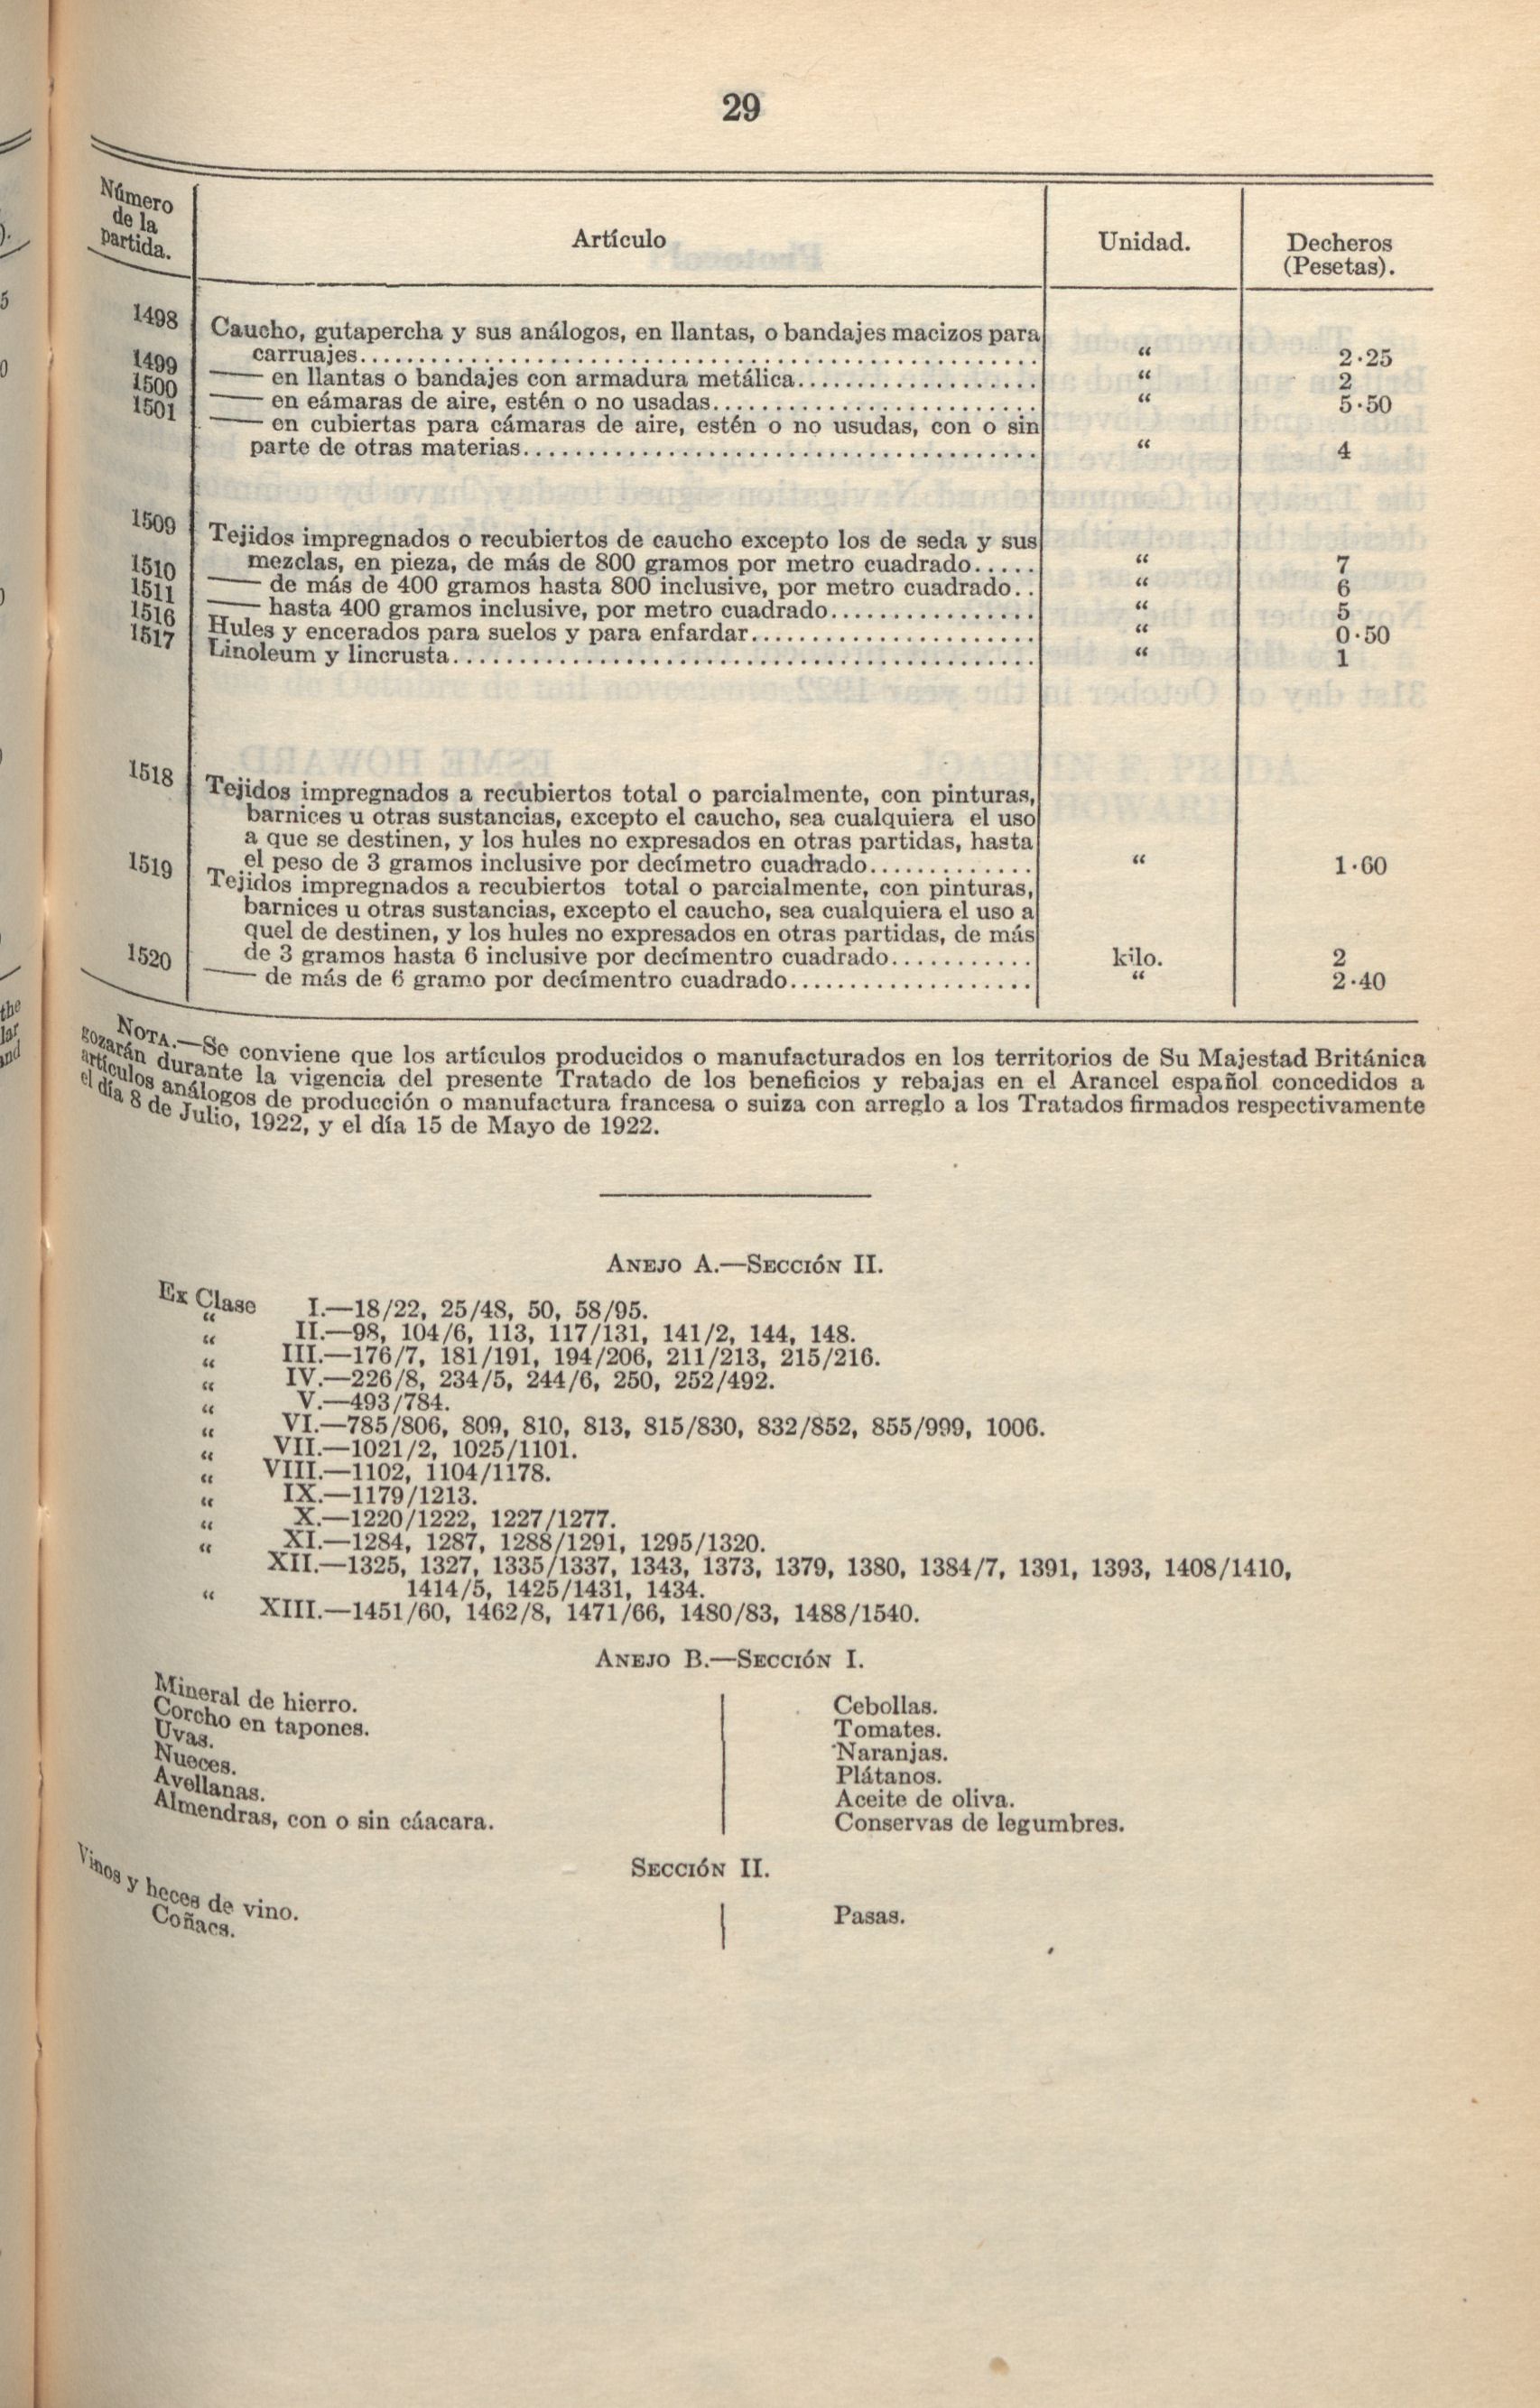 29
Número
de la
partida.
Artículo
Unidad.
Decheros
(Pesetas).
1498 Caucho, gutapercha y sus análogos, en llantas, o bandajes macizos para
carruajes.......... “ 2·25
1499 —— en llantas o bandajes con armadura metálica.......... “ 2
1500 —— en eámaras de aire, estén o no usadas.......... “ 5·50
1501 —— en cubiertas para cámaras de aire, estén o no usudas, con o sin
parte de otras materias.......... “ 4
1509 Tejidos impregnados o recubiertos de caucho excepto los de seda y sus
mezclas, en pieza, de más de 800 gramos por metro cuadrado..... “ 7
1510 —— de más de 400 gramos hasta 800 inclusive, por metro cuadrado.. “ 6
1511 —— hasta 400 gramos inclusive, por metro cuadrado.......... “ 5
1516 Hules y encerados para suelos y para enfardar.......... “ 0·50
1517 Linoleum y lincrusta.......... “ 1
1518 Tejidos impregnados a recubiertos total o parcialmente, con pinturas,
barnices u otras sustancias, excepto el caucho, sea cualquiera el uso
a que se destinen, y los hules no expresados en otras partidas, hasta
el peso de 3 gramos inclusive por decímetro cuadrado.......... “ 1·60
1519 Tejidos impregnados a recubiertos total o parcialmente, con pinturas,
barnices u otras sustancias, excepto el caucho, sea cualquiera el uso a
quel de destinen, y los hules no expresados en otras partidas, de más
de 3 gramos hasta 6 inclusive por decímentro cuadrado.......... kilo. 2
1520 —— de más de 6 gramo por decímentro cuadrado.......... “ 2·40
NOTA.—Se conviene que los artículos producidos o manufacturados en los territorios de Su Majestad Británica
gozarán durante la vigencia del presente Tratado de los beneficios y rebajas en el Arancel español concedidos a
artículos análogos de producción o manufactura francesa o suiza con arreglo a los Tratados firmados respectivamente
el día 8 de Julio, 1922, y el día 15 de Mayo de 1922.
ANEJO A.—SECCIÓN II.
Ex Clase I.—18/22, 25/48, 50, 58/95.
“ II.—98, 104/6, 113, 117/131, 141/2, 144, 148.
“ III.—176/7, 181/191, 194/206, 211/213, 215/216.
“ IV.—226/8, 234/5, 244/6, 250, 252/492.
“ V.—493/784.
“ VI.—785/806, 809, 810, 813, 815/830, 832/852, 855/999, 1006.
“ VII.—1021/2, 1025/1101.
“ VIII.—1102, 1104/1178.
“ IX.—1179/1213.
“ X.—1220/1222, 1227/1277.
“ XI.—1284, 1287, 1288/1291, 1295/1320.
“ XII.—1325, 1327, 1335/1337, 1343, 1373, 1379, 1380, 1384/7, 1391, 1393, 1408/1410,
1414/5, 1425/1431, 1434.
“ XIII.—1451/60, 1462/8, 1471/66, 1480/83, 1488/1540.
ANEJO B.—SECCIÓN I.
Mineral de hierro.
Corcho en tapones.
Uvas.
Nueces.
Avellanas.
Almendras, con o sin cáacara.
Cebollas.
Tomates.
Naranjas.
Plátanos.
Aceite de oliva.
Conservas de legumbres.
SECCIÓN II.
Vinos y heces de vino.
Coñacs.
Pasas.